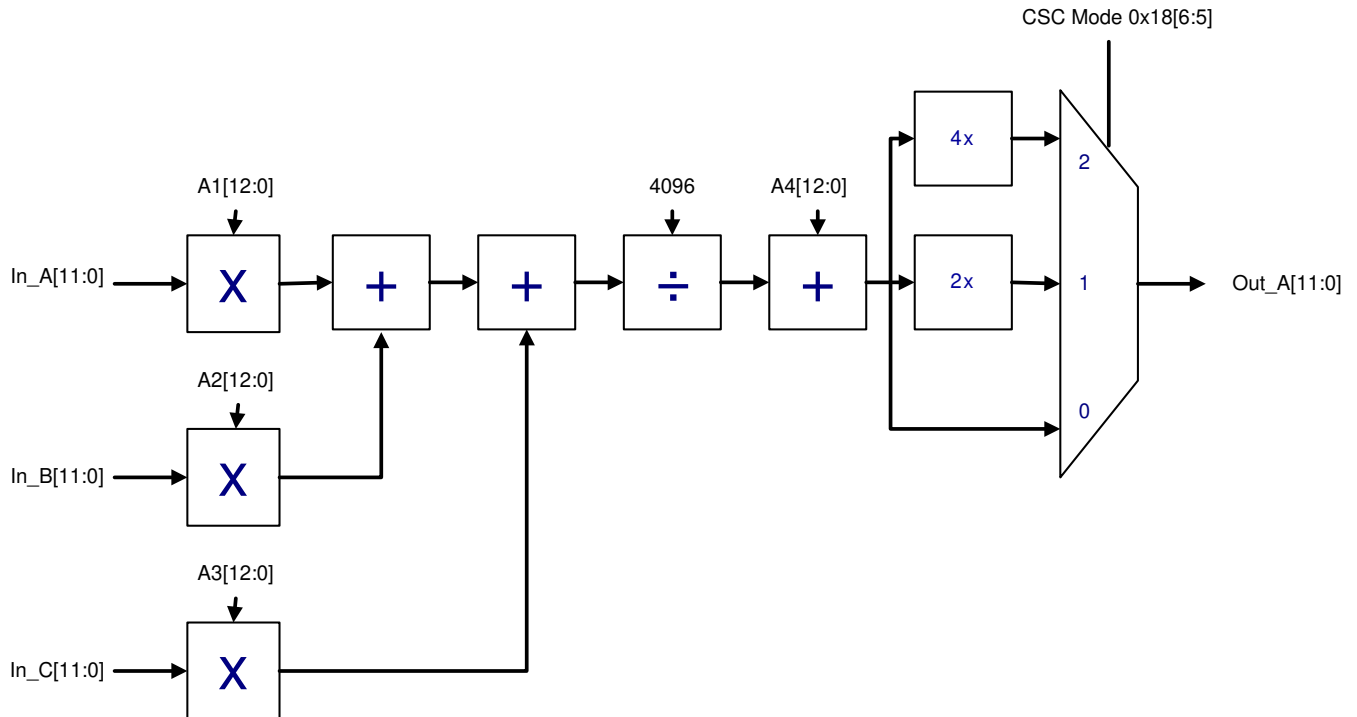 CSC Mode 0x18[6:5]
4x
2
A1[12:0]
4096
A4[12:0]
In_A[11:0]
X
+
+
÷
+
2x
1
Out_A[11:0]
A2[12:0]
0
In_B[11:0]
X
A3[12:0]
In_C[11:0]
X